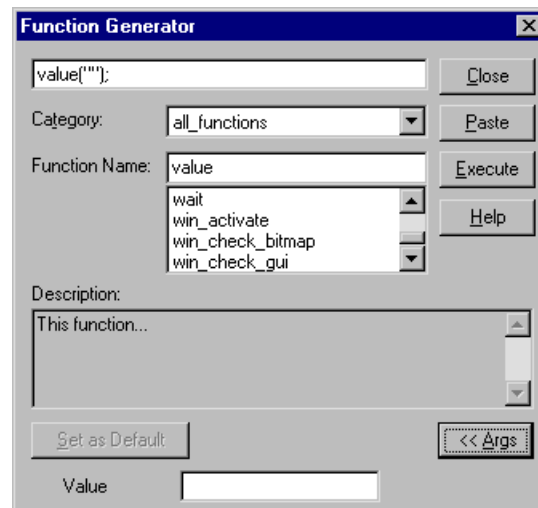 Function Generator
value("");
Close
Category:
all_functions
Paste
Function Name:
value
Execute
wait
win_activate
win_check_bitmap
win_check_gui
Help
Description:
This function...
Set as Default
<< Args
Value